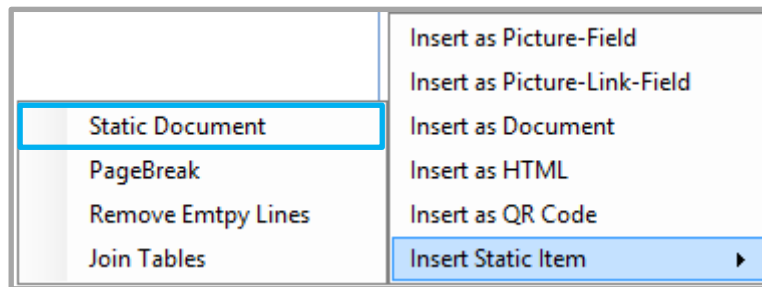 Insert as Picture-Field
Insert as Picture-Link-Field
Insert as Document
Insert as HTML
Insert as QR Code
Insert Static Item
Static Document
PageBreak
Remove Emtpy Lines
Join Tables